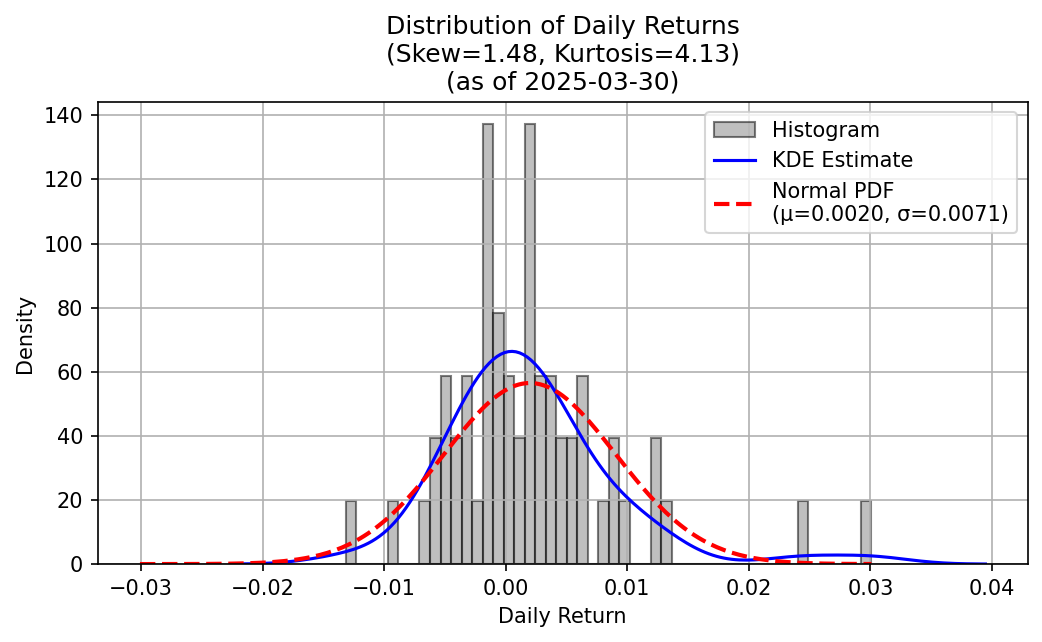 Distribution of Daily Returns
(Skew=1.48, Kurtosis=4.13)
(as of 2025-03-30)
140
120
100
80
60
40
20
0
Density
Histogram
KDE Estimate
Normal PDF
(μ=0.0020, σ=0.0071)
−0.03 −0.02 −0.01 0.00 0.01 0.02 0.03 0.04
Daily Return